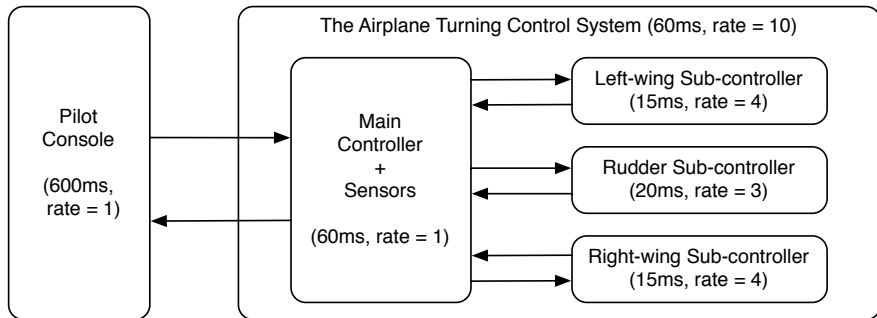 The Airplane Turning Control System (60ms, rate = 10)
Pilot
Console
(600ms,
rate = 1)
Main
Controller
+
Sensors
(60ms, rate = 1)
Left-wing Sub-controller
(15ms, rate = 4)
Rudder Sub-controller
(20ms, rate = 3)
Right-wing Sub-controller
(15ms, rate = 4)